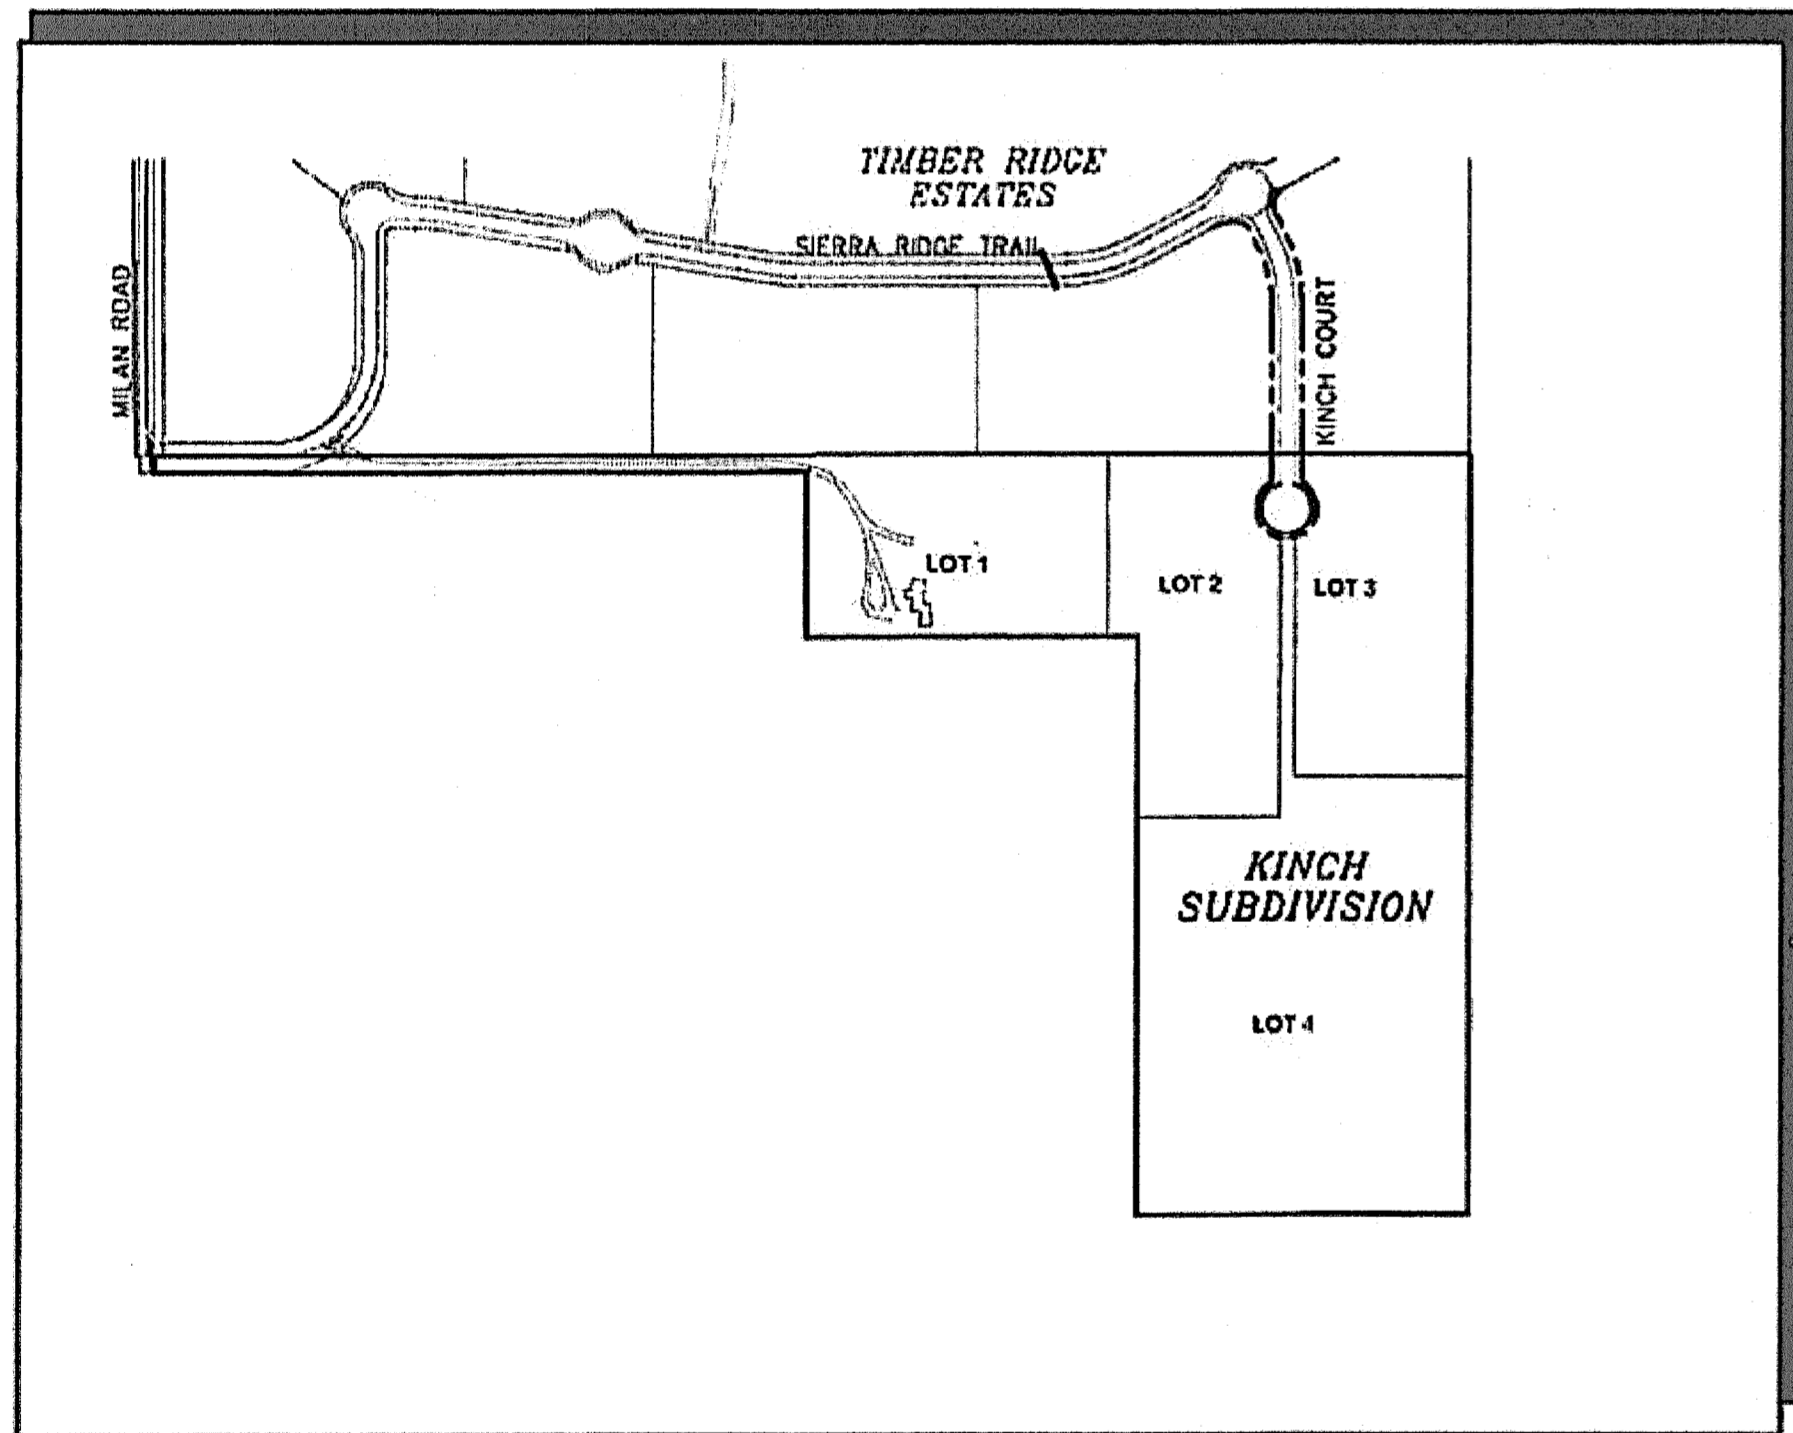 TIMBER RIDGE
ESTATES
SIERRA RIDGE TRAIL
MILAN ROAD
KINCH COURT
LOT 1
LOT 2
LOT 3
KINCH
SUBDIVISION
LOT 4